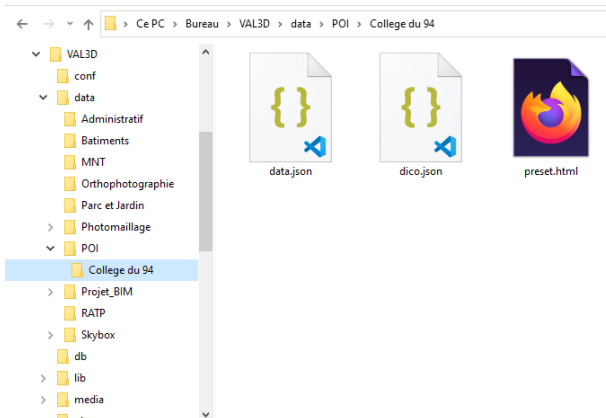 Ce PC > Bureau > VAL3D > data > POI > College du 94
VAL3D
conf
data
Administratif
Batiments
MNT
Orthophotographie
Parc et Jardin
Photomaillage
POI
College du 94
Projet_BIM
RATP
Skybox
db
lib
media
data.json
dico.json
preset.html